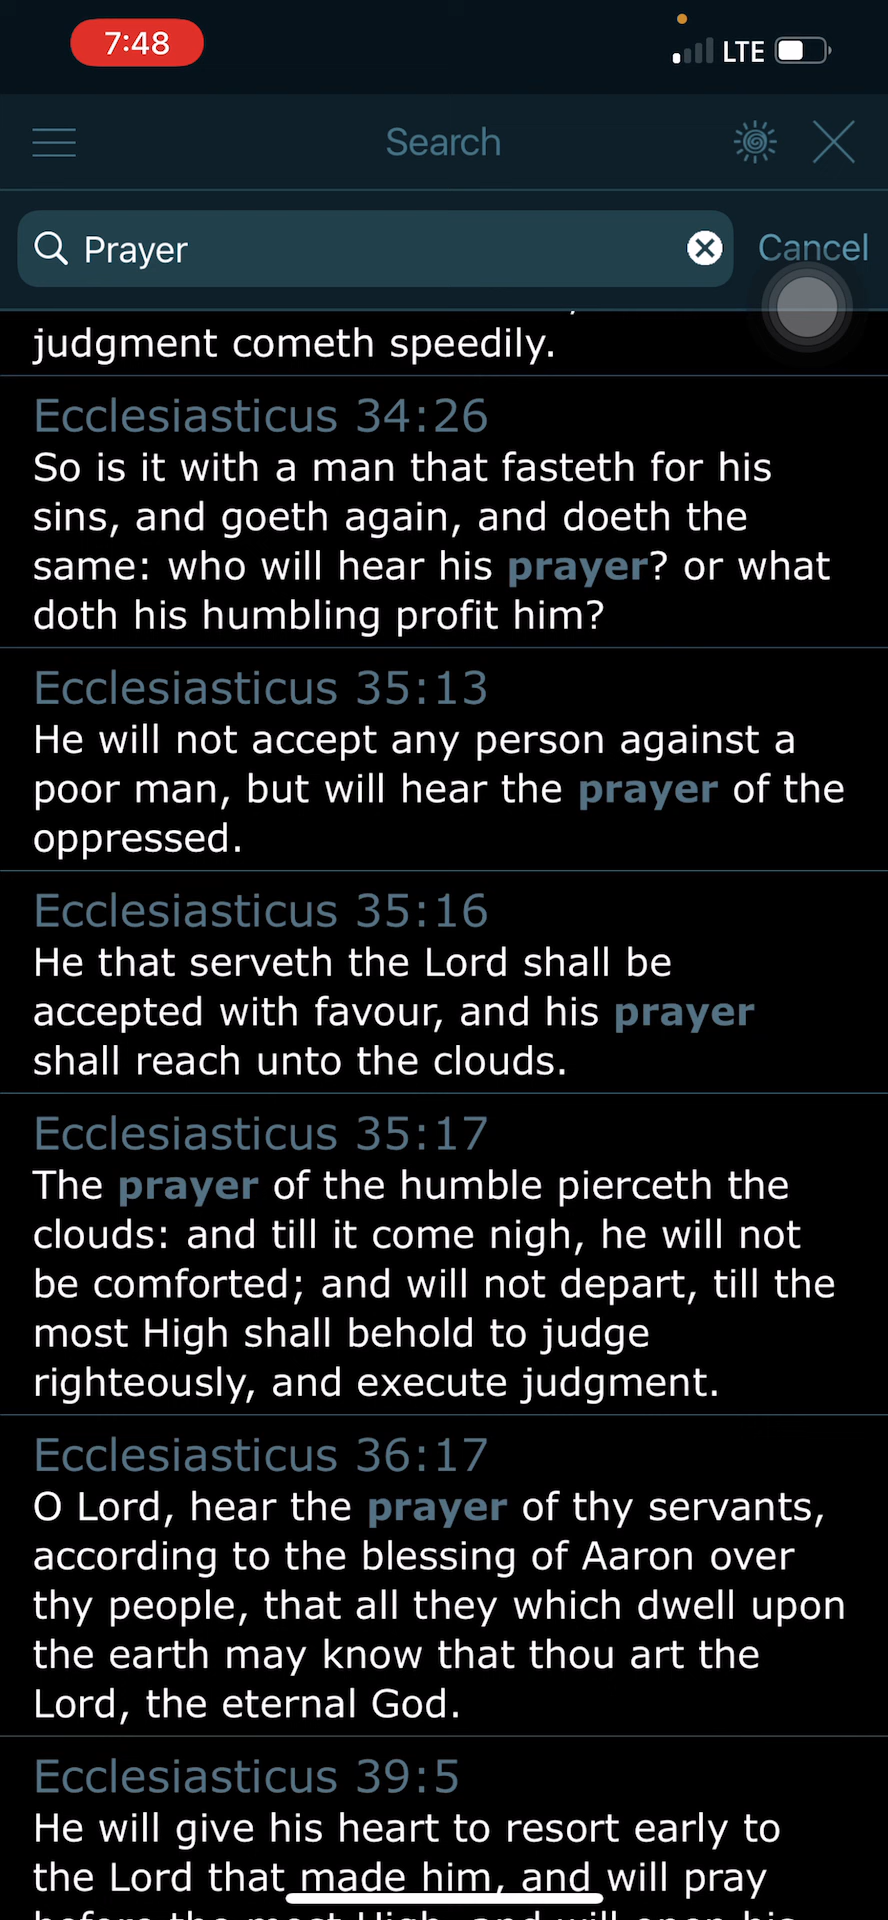 7:48
LTE
Search
Prayer
Cancel
judgment cometh speedily.
Ecclesiasticus 34:26
So is it with a man that fasteth for his
sins, and goeth again, and doeth the
same: who will hear his prayer? or what
doth his humbling profit him?
Ecclesiasticus 35:13
He will not accept any person against a
poor man, but will hear the prayer of the
oppressed.
Ecclesiasticus 35:16
He that serveth the Lord shall be
accepted with favour, and his prayer
shall reach unto the clouds.
Ecclesiasticus 35:17
The prayer of the humble pierceth the
clouds: and till it come nigh, he will not
be comforted; and will not depart, till the
most High shall behold to judge
righteously, and execute judgment.
Ecclesiasticus 36:17
O Lord, hear the prayer of thy servants,
according to the blessing of Aaron over
thy people, that all they which dwell upon
the earth may know that thou art the
Lord, the eternal God.
Ecclesiasticus 39:5
He will give his heart to resort early to
the Lord that made him, and will pray
before the most High, and will open his